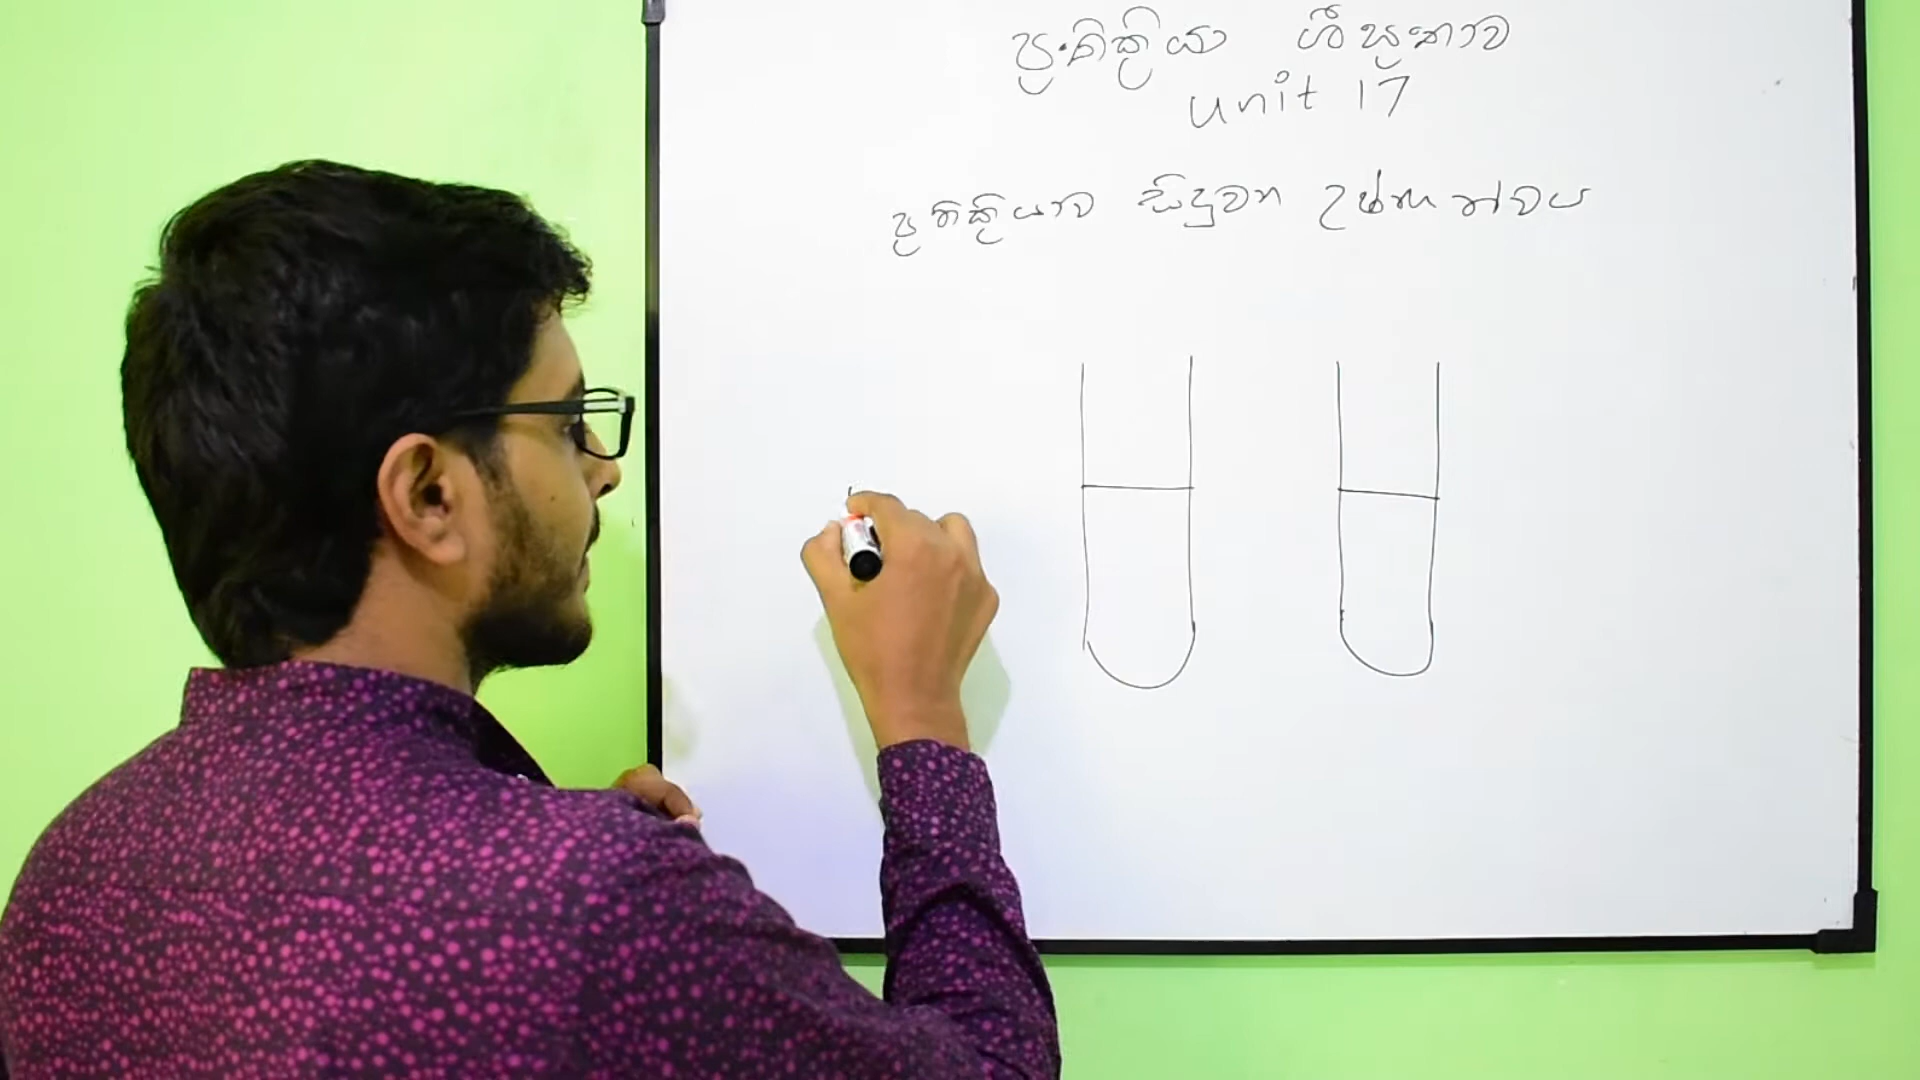 ප්‍රතික්‍රියා ශීඝ්‍රතාව
unit 17
ප්‍රතික්‍රියාව සිදුවන උෂ්ණත්වය